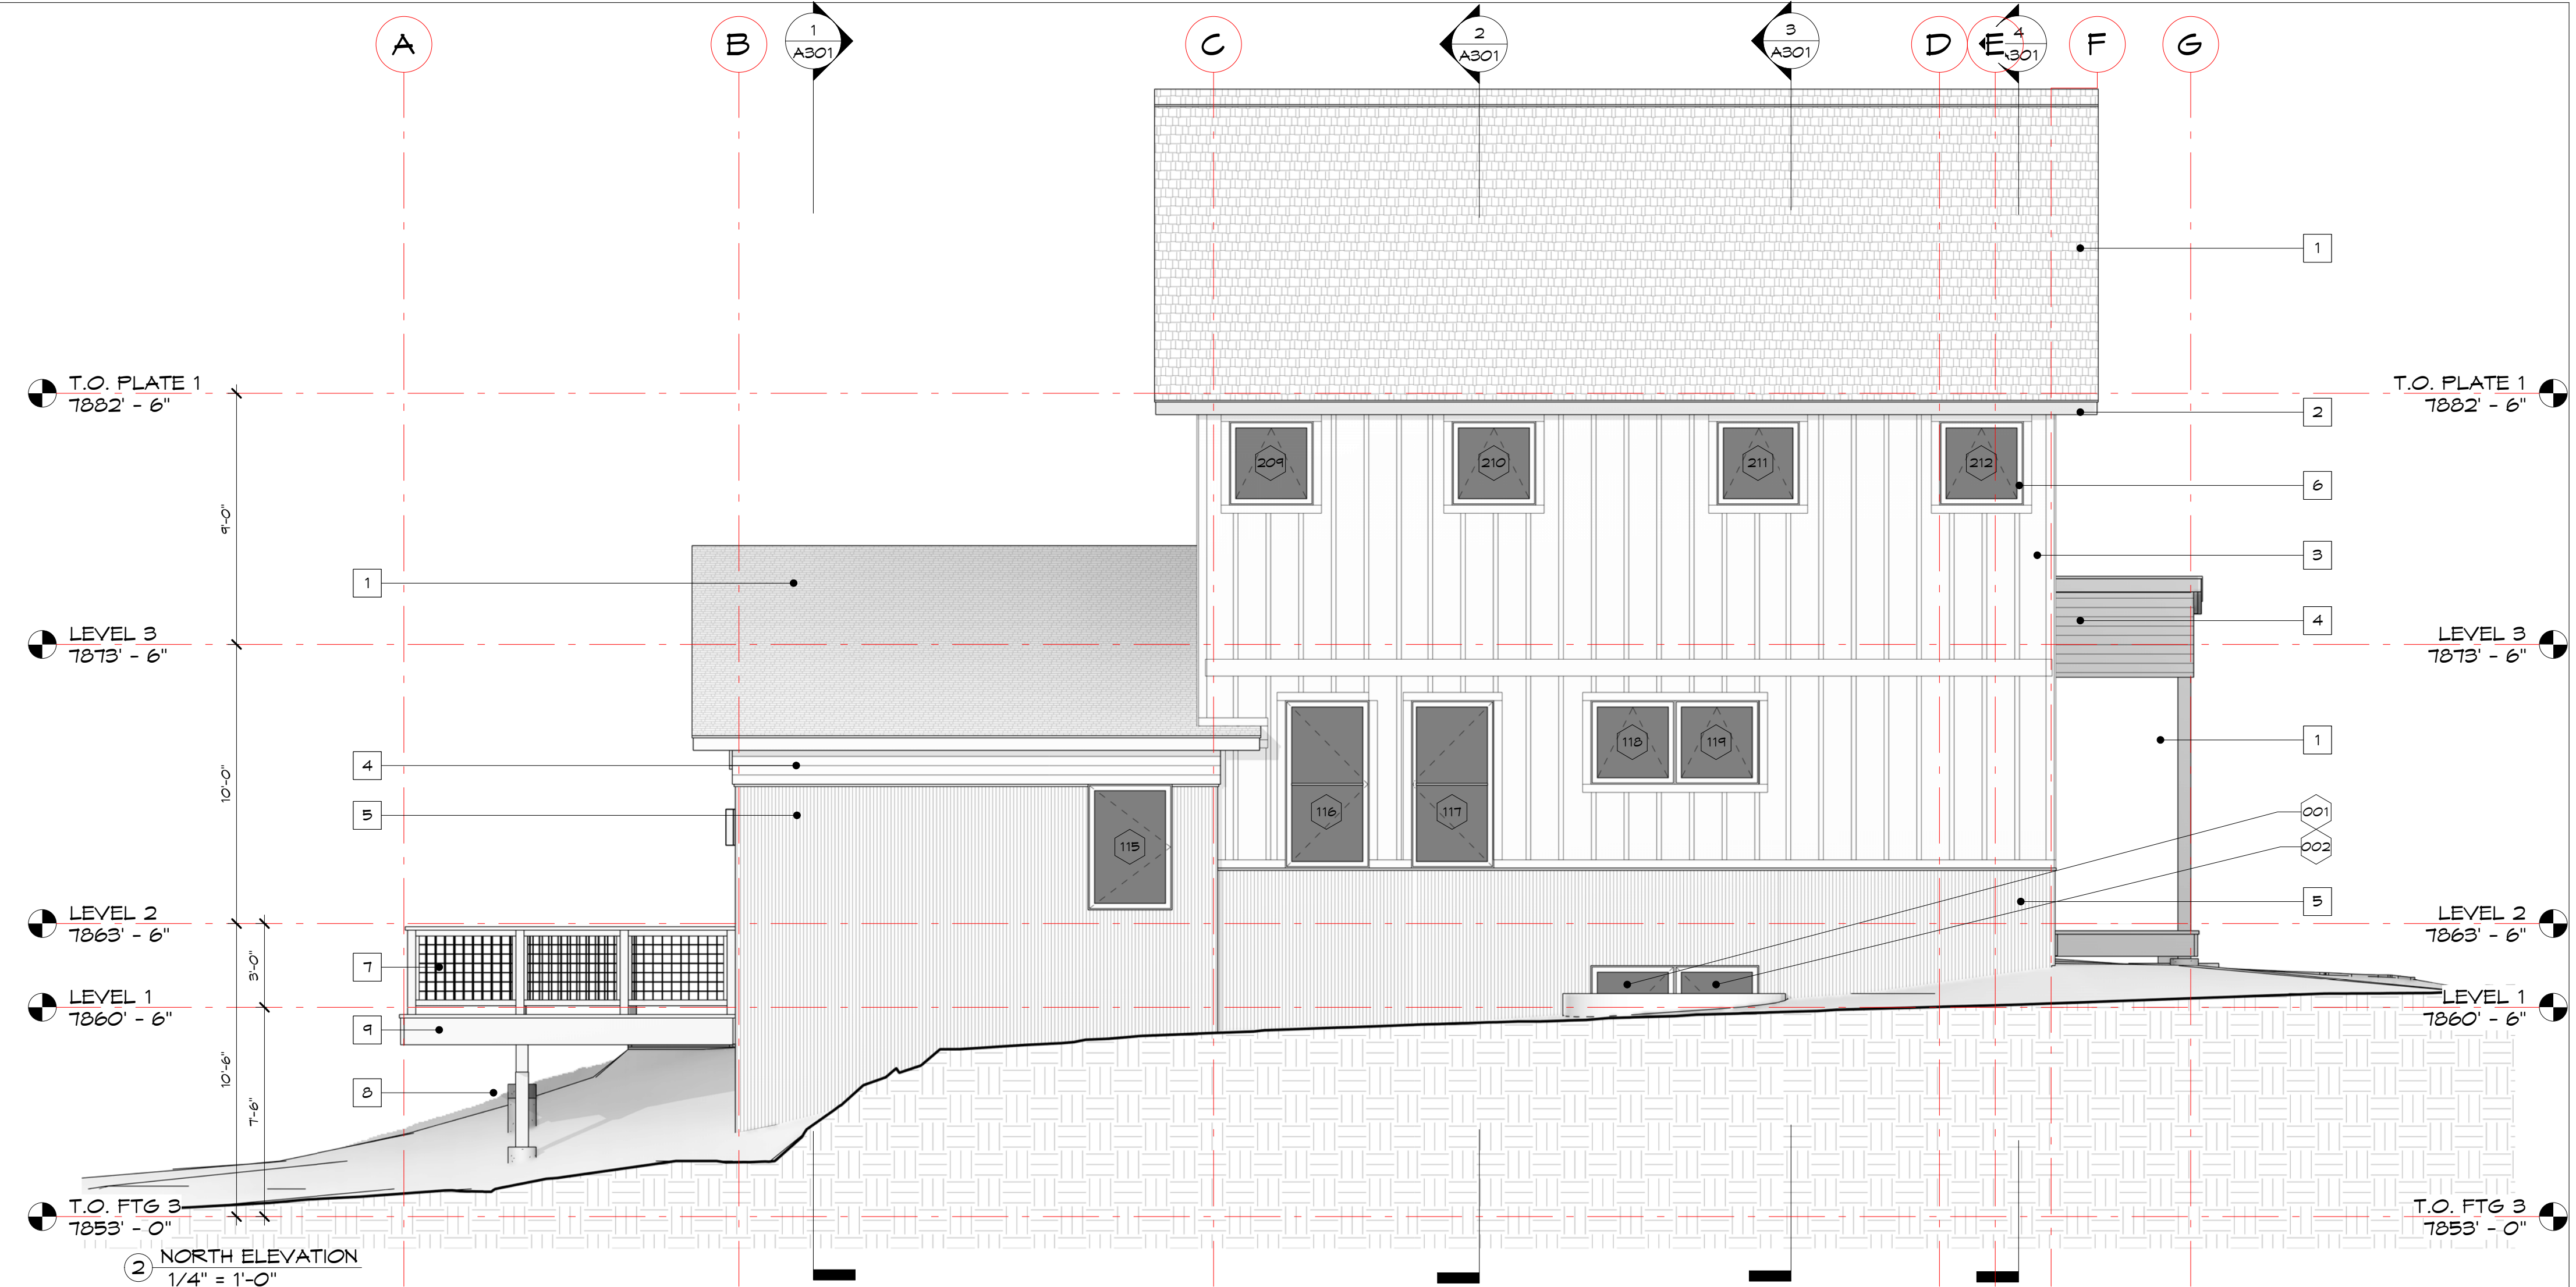 A B 1 C 2 3 D E 4 F G
A301 A301 A301 A301
1
T.O. PLATE 1
7882' - 6"
T.O. PLATE 1
7882' - 6"
2
209 210 211 212
6
9'-0"
3
1
4
LEVEL 3
7873' - 6"
LEVEL 3
7873' - 6"
118 119
1
4
10'-0"
5
116 117
001
115
002
5
LEVEL 2
7863' - 6"
LEVEL 2
7863' - 6"
7
3'-0"
LEVEL 1
7860' - 6"
LEVEL 1
7860' - 6"
9
10'-6"
8
7'-6"
T.O. FTG 3
7853' - 0"
T.O. FTG 3
7853' - 0"
2 NORTH ELEVATION
1/4" = 1'-0"